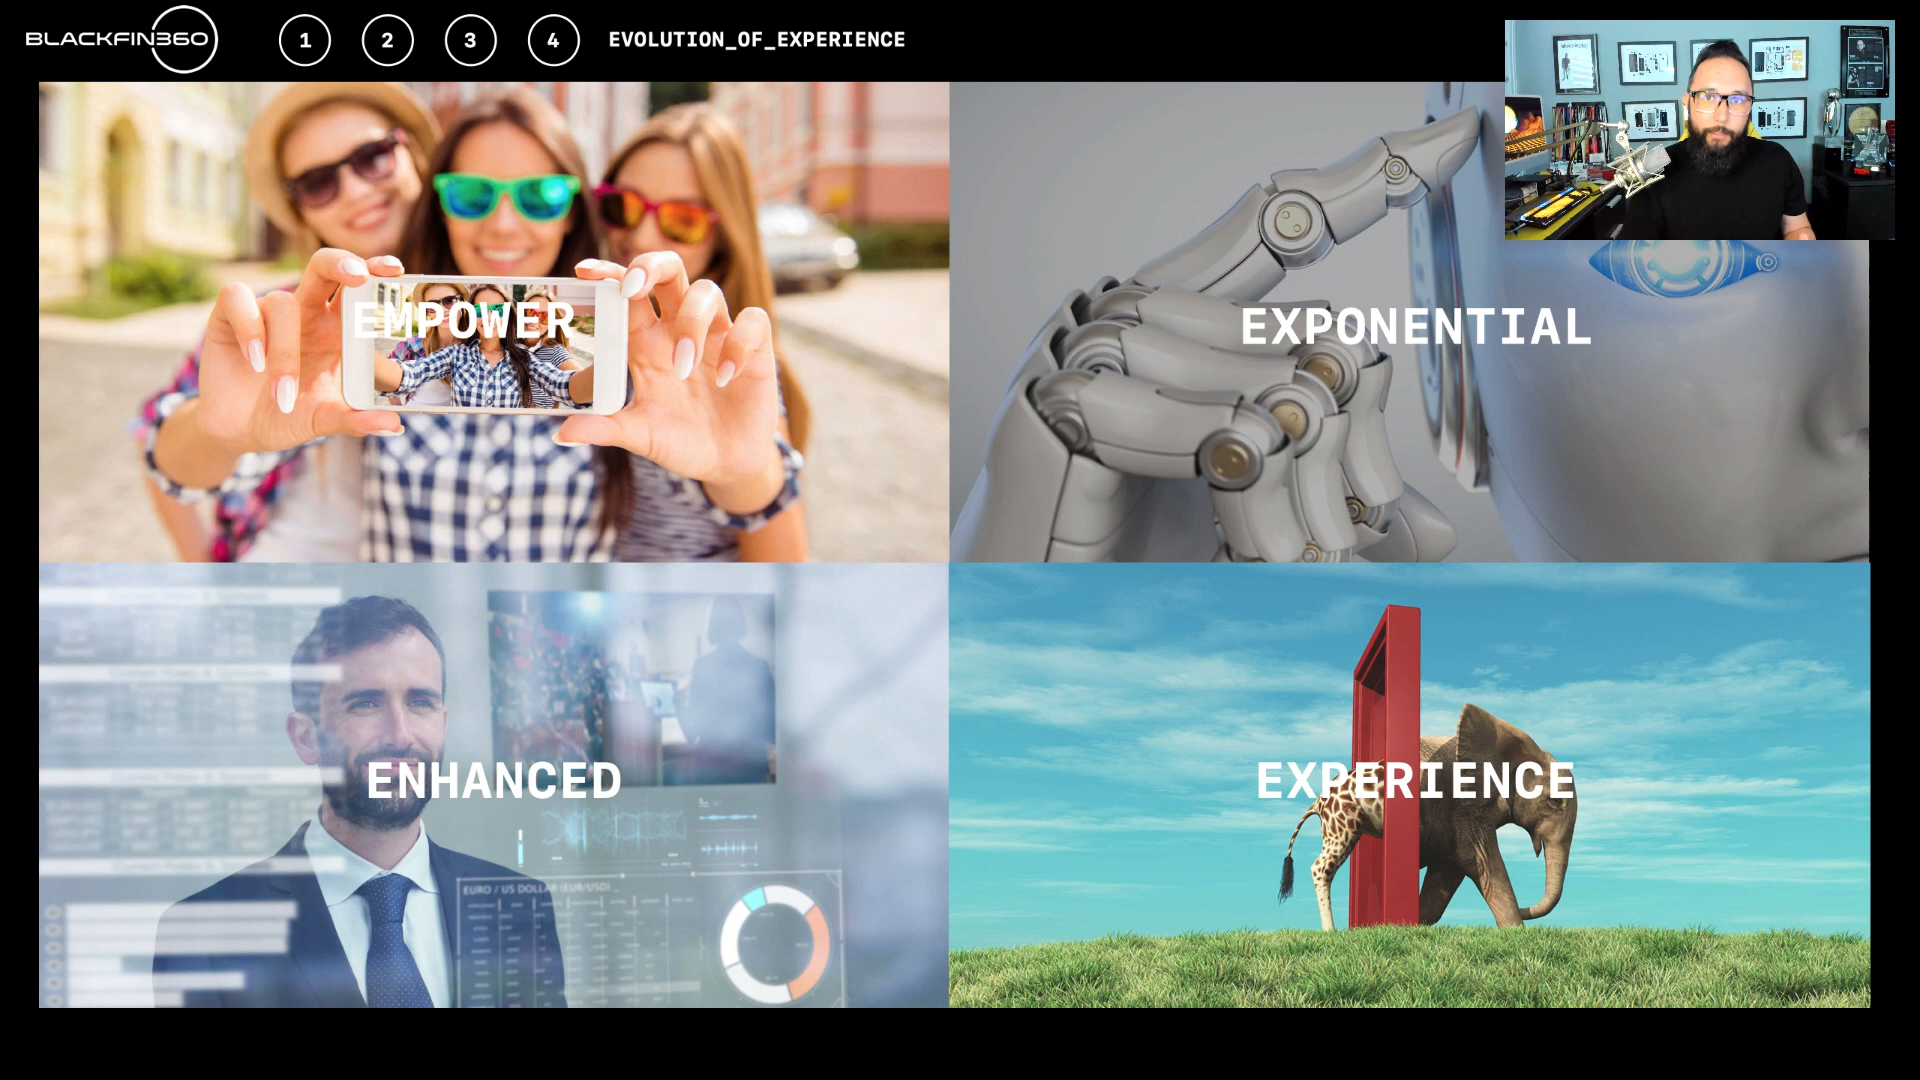 BLACKFIN360
1
2
3
4
EVOLUTION_OF_EXPERIENCE
EMPOWER
EXPONENTIAL
ENHANCED
EXPERIENCE
EURO / US DOLLAR (EUR/USD)_